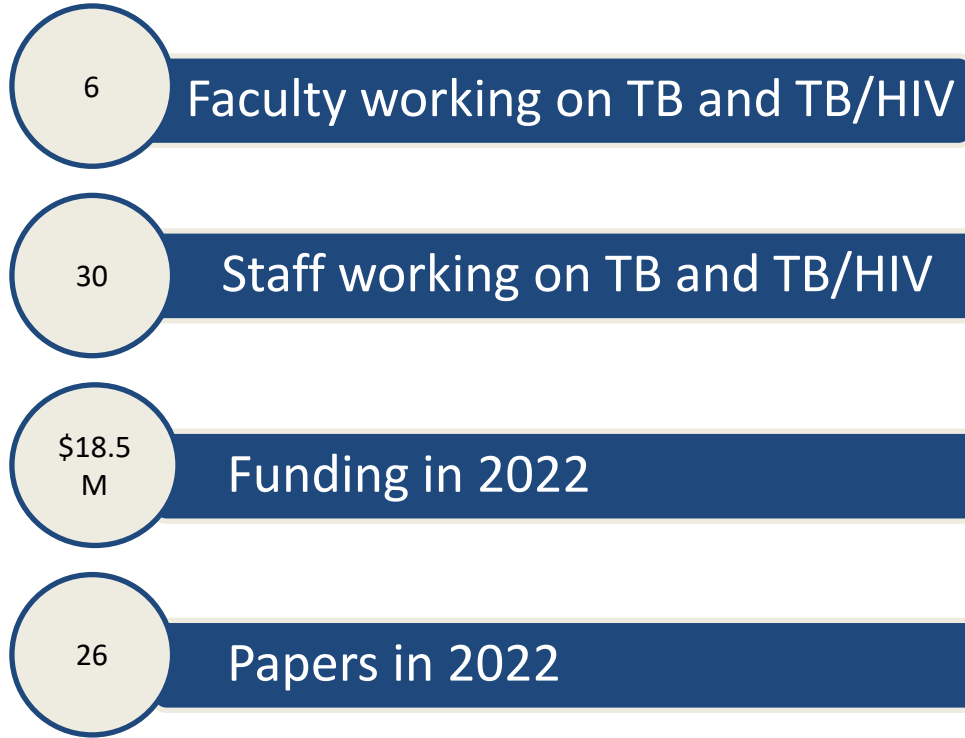 6
Faculty working on TB and TB/HIV
30
Staff working on TB and TB/HIV
$18.5
M
Funding in 2022
26
Papers in 2022